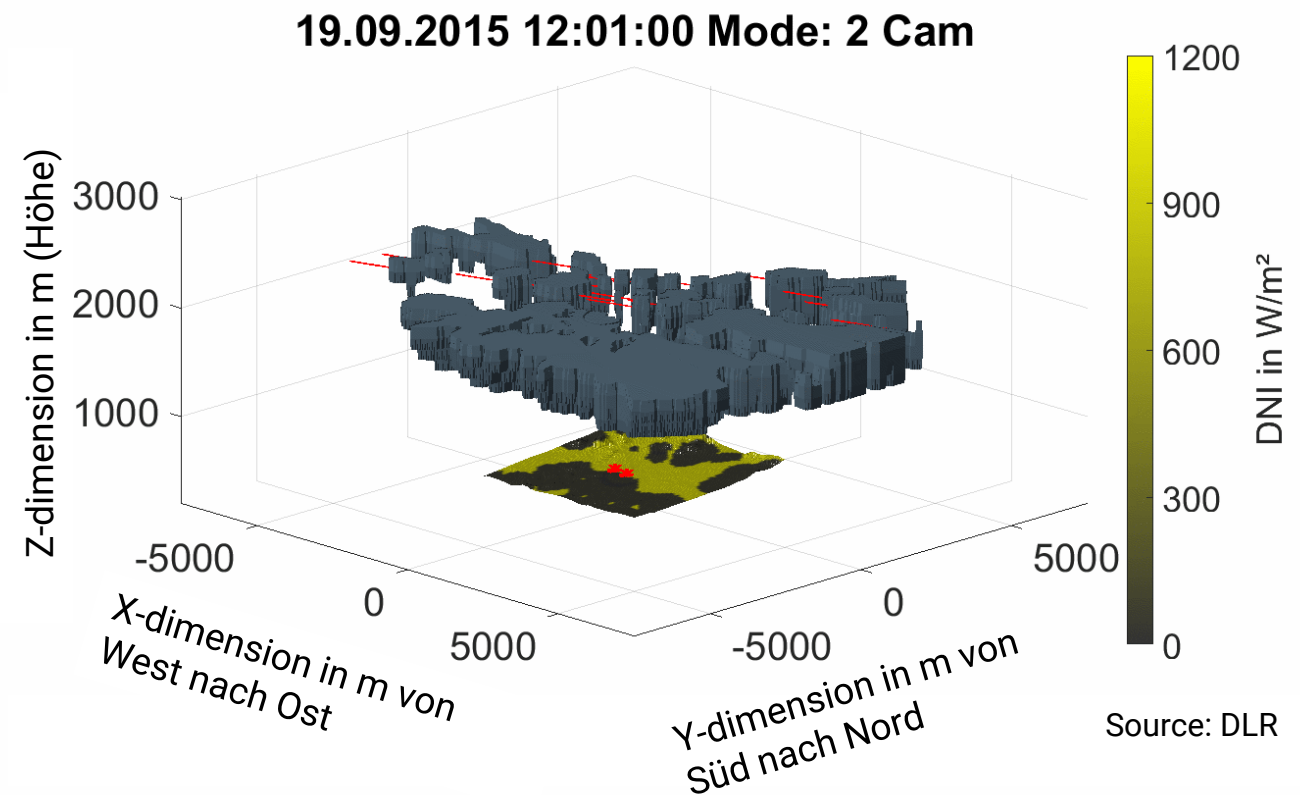 19.09.2015 12:01:00 Mode: 2 Cam
Z-dimension in m (Höhe)
3000
2000
1000
-5000
0
5000
X-dimension in m von
West nach Ost
-5000
0
5000
Y-dimension in m von
Süd nach Nord
1200
900
600
300
0
DNI in W/m²
Source: DLR